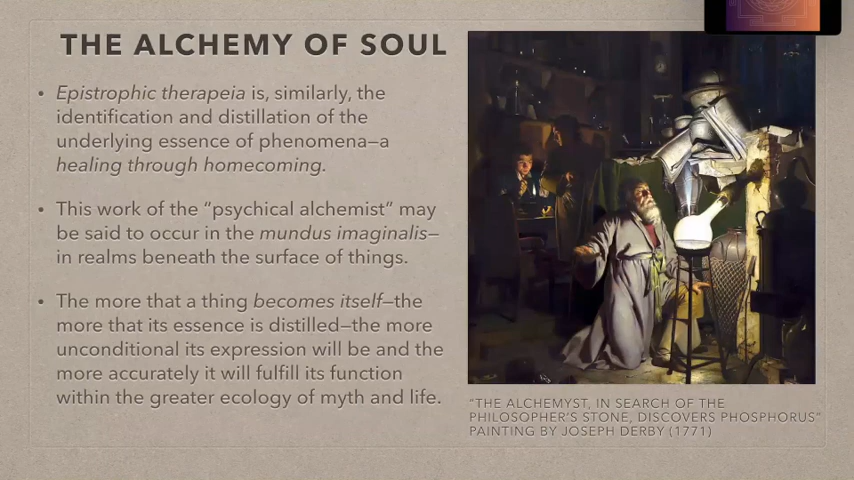 THE ALCHEMY OF SOUL
• Epistrophic therapeia is, similarly, the
identification and distillation of the
underlying essence of phenomena—a
healing through homecoming.
• This work of the “psychical alchemist” may
be said to occur in the mundus imaginalis—
in realms beneath the surface of things.
• The more that a thing becomes itself—the
more that its essence is distilled—the more
unconditional its expression will be and the
more accurately it will fulfill its function
within the greater ecology of myth and life.
“THE ALCHEMYST, IN SEARCH OF THE
PHILOSOPHER’S STONE, DISCOVERS PHOSPHORUS”
PAINTING BY JOSEPH DERBY (1771)